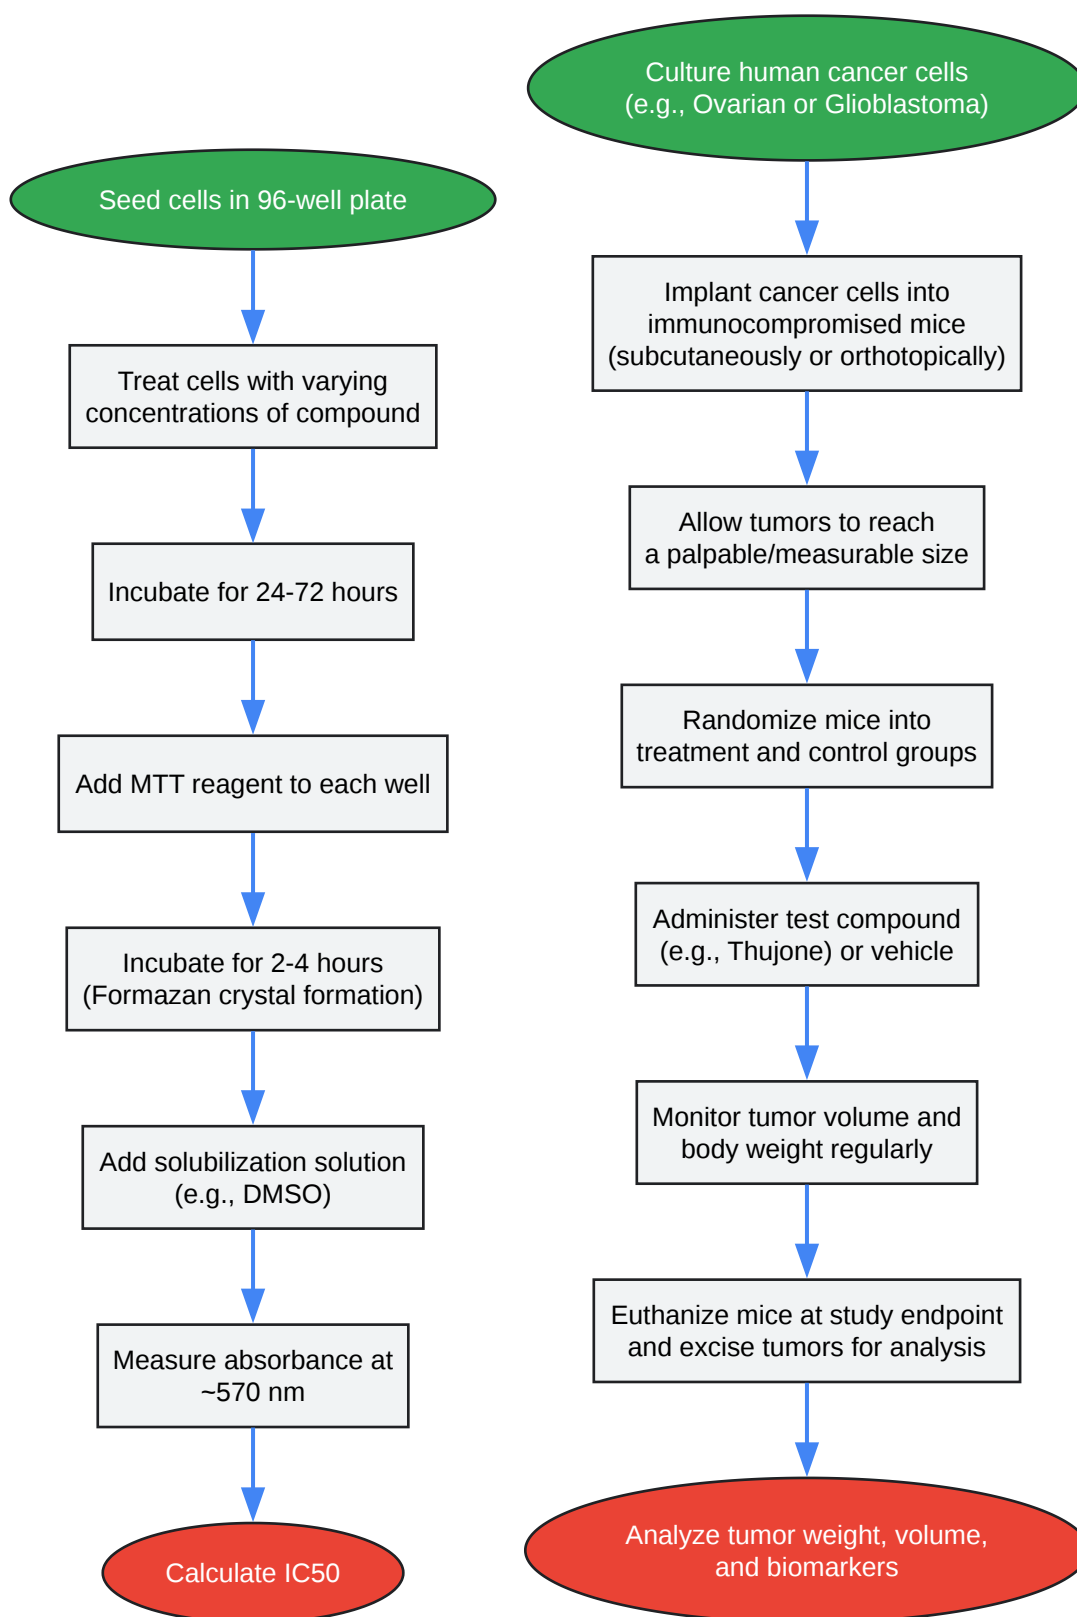 Seed cells in 96-well plate
Treat cells with varying
concentrations of compound
Incubate for 24-72 hours
Add MTT reagent to each well
Incubate for 2-4 hours
(Formazan crystal formation)
Add solubilization solution
(e.g., DMSO)
Measure absorbance at
~570 nm
Calculate IC50
Culture human cancer cells
(e.g., Ovarian or Glioblastoma)
Implant cancer cells into
immunocompromised mice
(subcutaneously or orthotopically)
Allow tumors to reach
a palpable/measurable size
Randomize mice into
treatment and control groups
Administer test compound
(e.g., Thujone) or vehicle
Monitor tumor volume and
body weight regularly
Euthanize mice at study endpoint
and excise tumors for analysis
Analyze tumor weight, volume,
and biomarkers